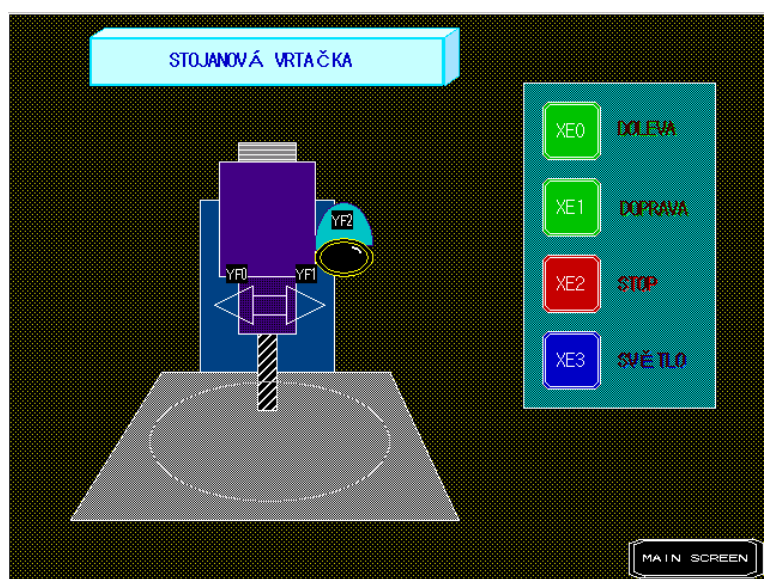 STOJANOVÁ VRTAČKA
XE0 DOLEVA
YF2
XE1 DOPRAVA
YF0 YF1
XE2 STOP
XE3 SVĚTLO
MAIN SCREEN